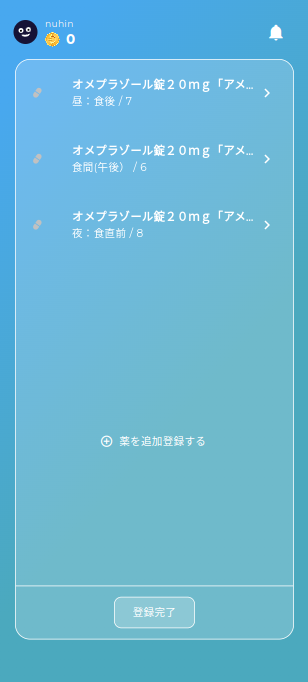 nuhin
0
オメプラゾール錠２０ｍｇ「アメ...
昼：食後 / 7
オメプラゾール錠２０ｍｇ「アメ...
食間(午後） / 6
オメプラゾール錠２０ｍｇ「アメ...
夜：食直前 / 8
薬を追加登録する
登録完了